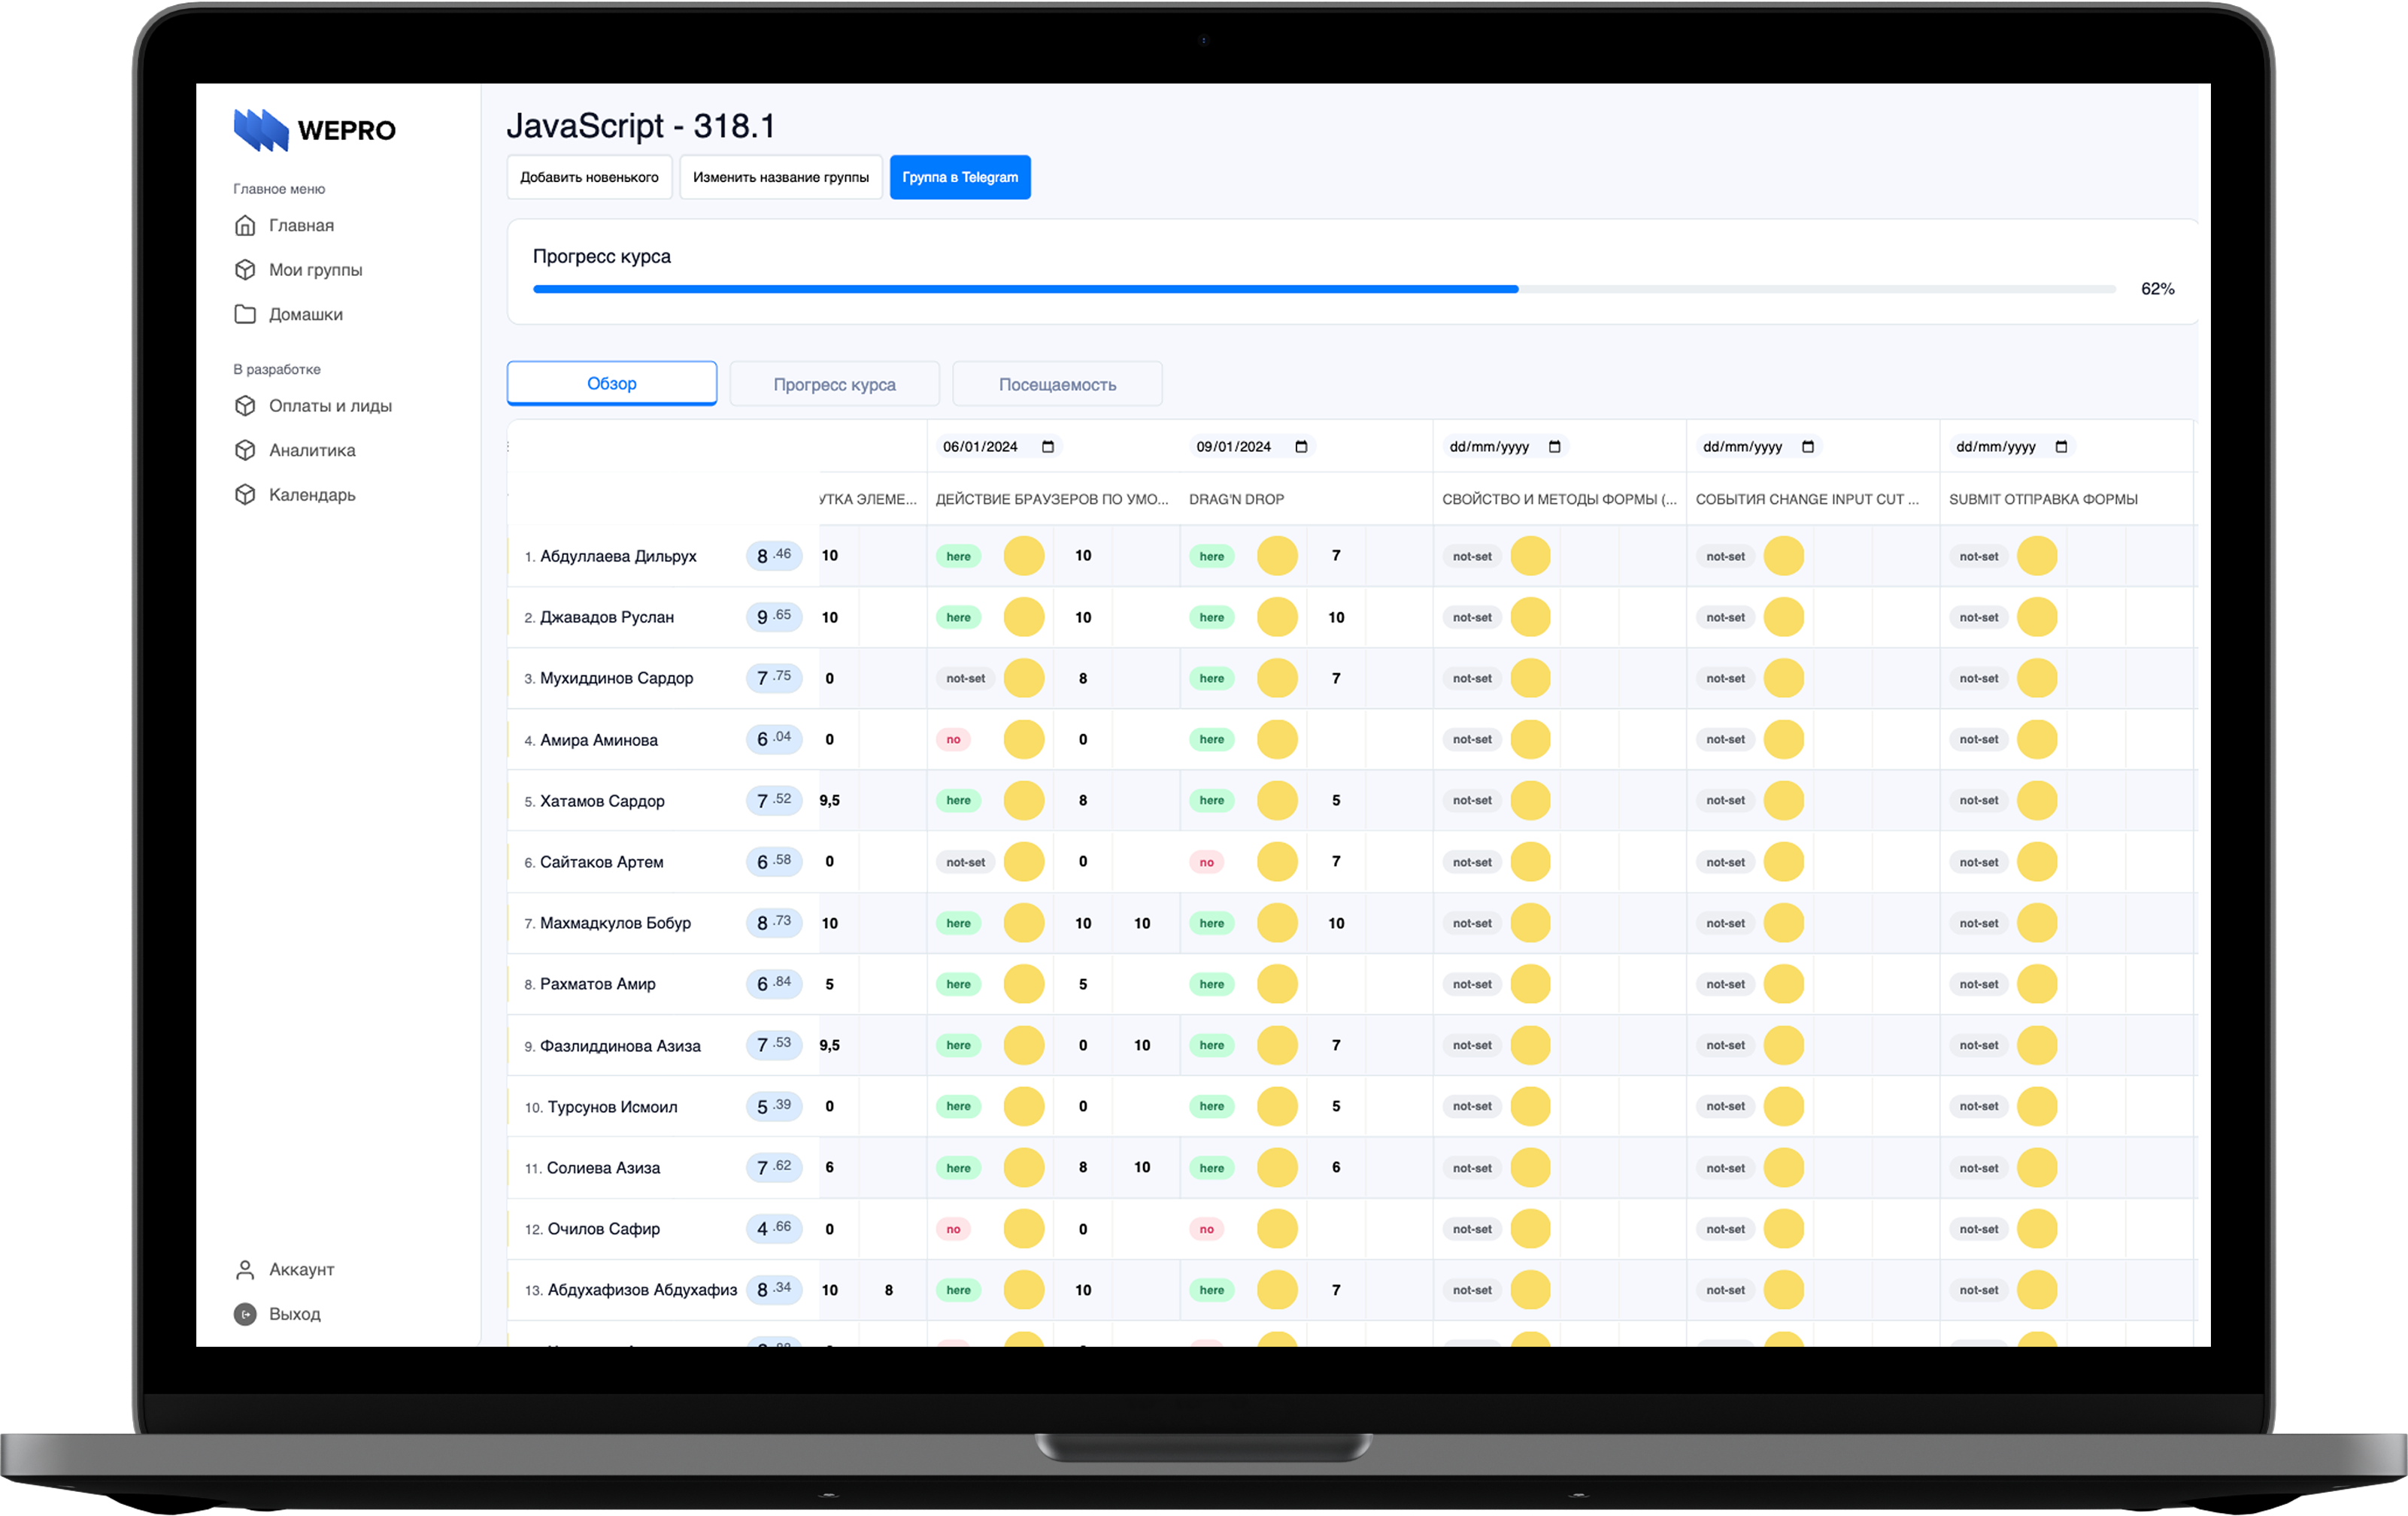 WEPRO
Главное меню
Главная
Мои группы
Домашки
В разработке
Оплаты и лиды
Аналитика
Календарь
Аккаунт
Выход
JavaScript - 318.1
Добавить новенького Изменить название группы Группа в Telegram
Прогресс курса
62%
Обзор Прогресс курса Посещаемость
06/01/2024 09/01/2024 dd/mm/yyyy dd/mm/yyyy dd/mm/yyyy
УТКА ЭЛЕМЕ... ДЕЙСТВИЕ БРАУЗЕРОВ ПО УМО... DRAG'N DROP СВОЙСТВО И МЕТОДЫ ФОРМЫ (... СОБЫТИЯ CHANGE INPUT CUT ... SUBMIT ОТПРАВКА ФОРМЫ
1. Абдуллаева Дильрух 8 .46 10 here 10 here 7 not-set not-set not-set
2. Джавадов Руслан 9 .65 10 here 10 here 10 not-set not-set not-set
3. Мухиддинов Сардор 7 .75 0 not-set 8 here 7 not-set not-set not-set
4. Амира Аминова 6 .04 0 no 0 here not-set not-set not-set
5. Хатамов Сардор 7 .52 9,5 here 8 here 5 not-set not-set not-set
6. Сайтаков Артем 6 .58 0 not-set 0 no 7 not-set not-set not-set
7. Махмадкулов Бобур 8 .73 10 here 10 10 here 10 not-set not-set not-set
8. Рахматов Амир 6 .84 5 here 5 here not-set not-set not-set
9. Фазлиддинова Азиза 7 .53 9,5 here 0 10 here 7 not-set not-set not-set
10. Турсунов Исмоил 5 .39 0 here 0 here 5 not-set not-set not-set
11. Солиева Азиза 7 .62 6 here 8 10 here 6 not-set not-set not-set
12. Очилов Сафир 4 .66 0 no 0 no not-set not-set not-set
13. Абдухафизов Абдухафиз 8 .34 10 8 here 10 here 7 not-set not-set not-set